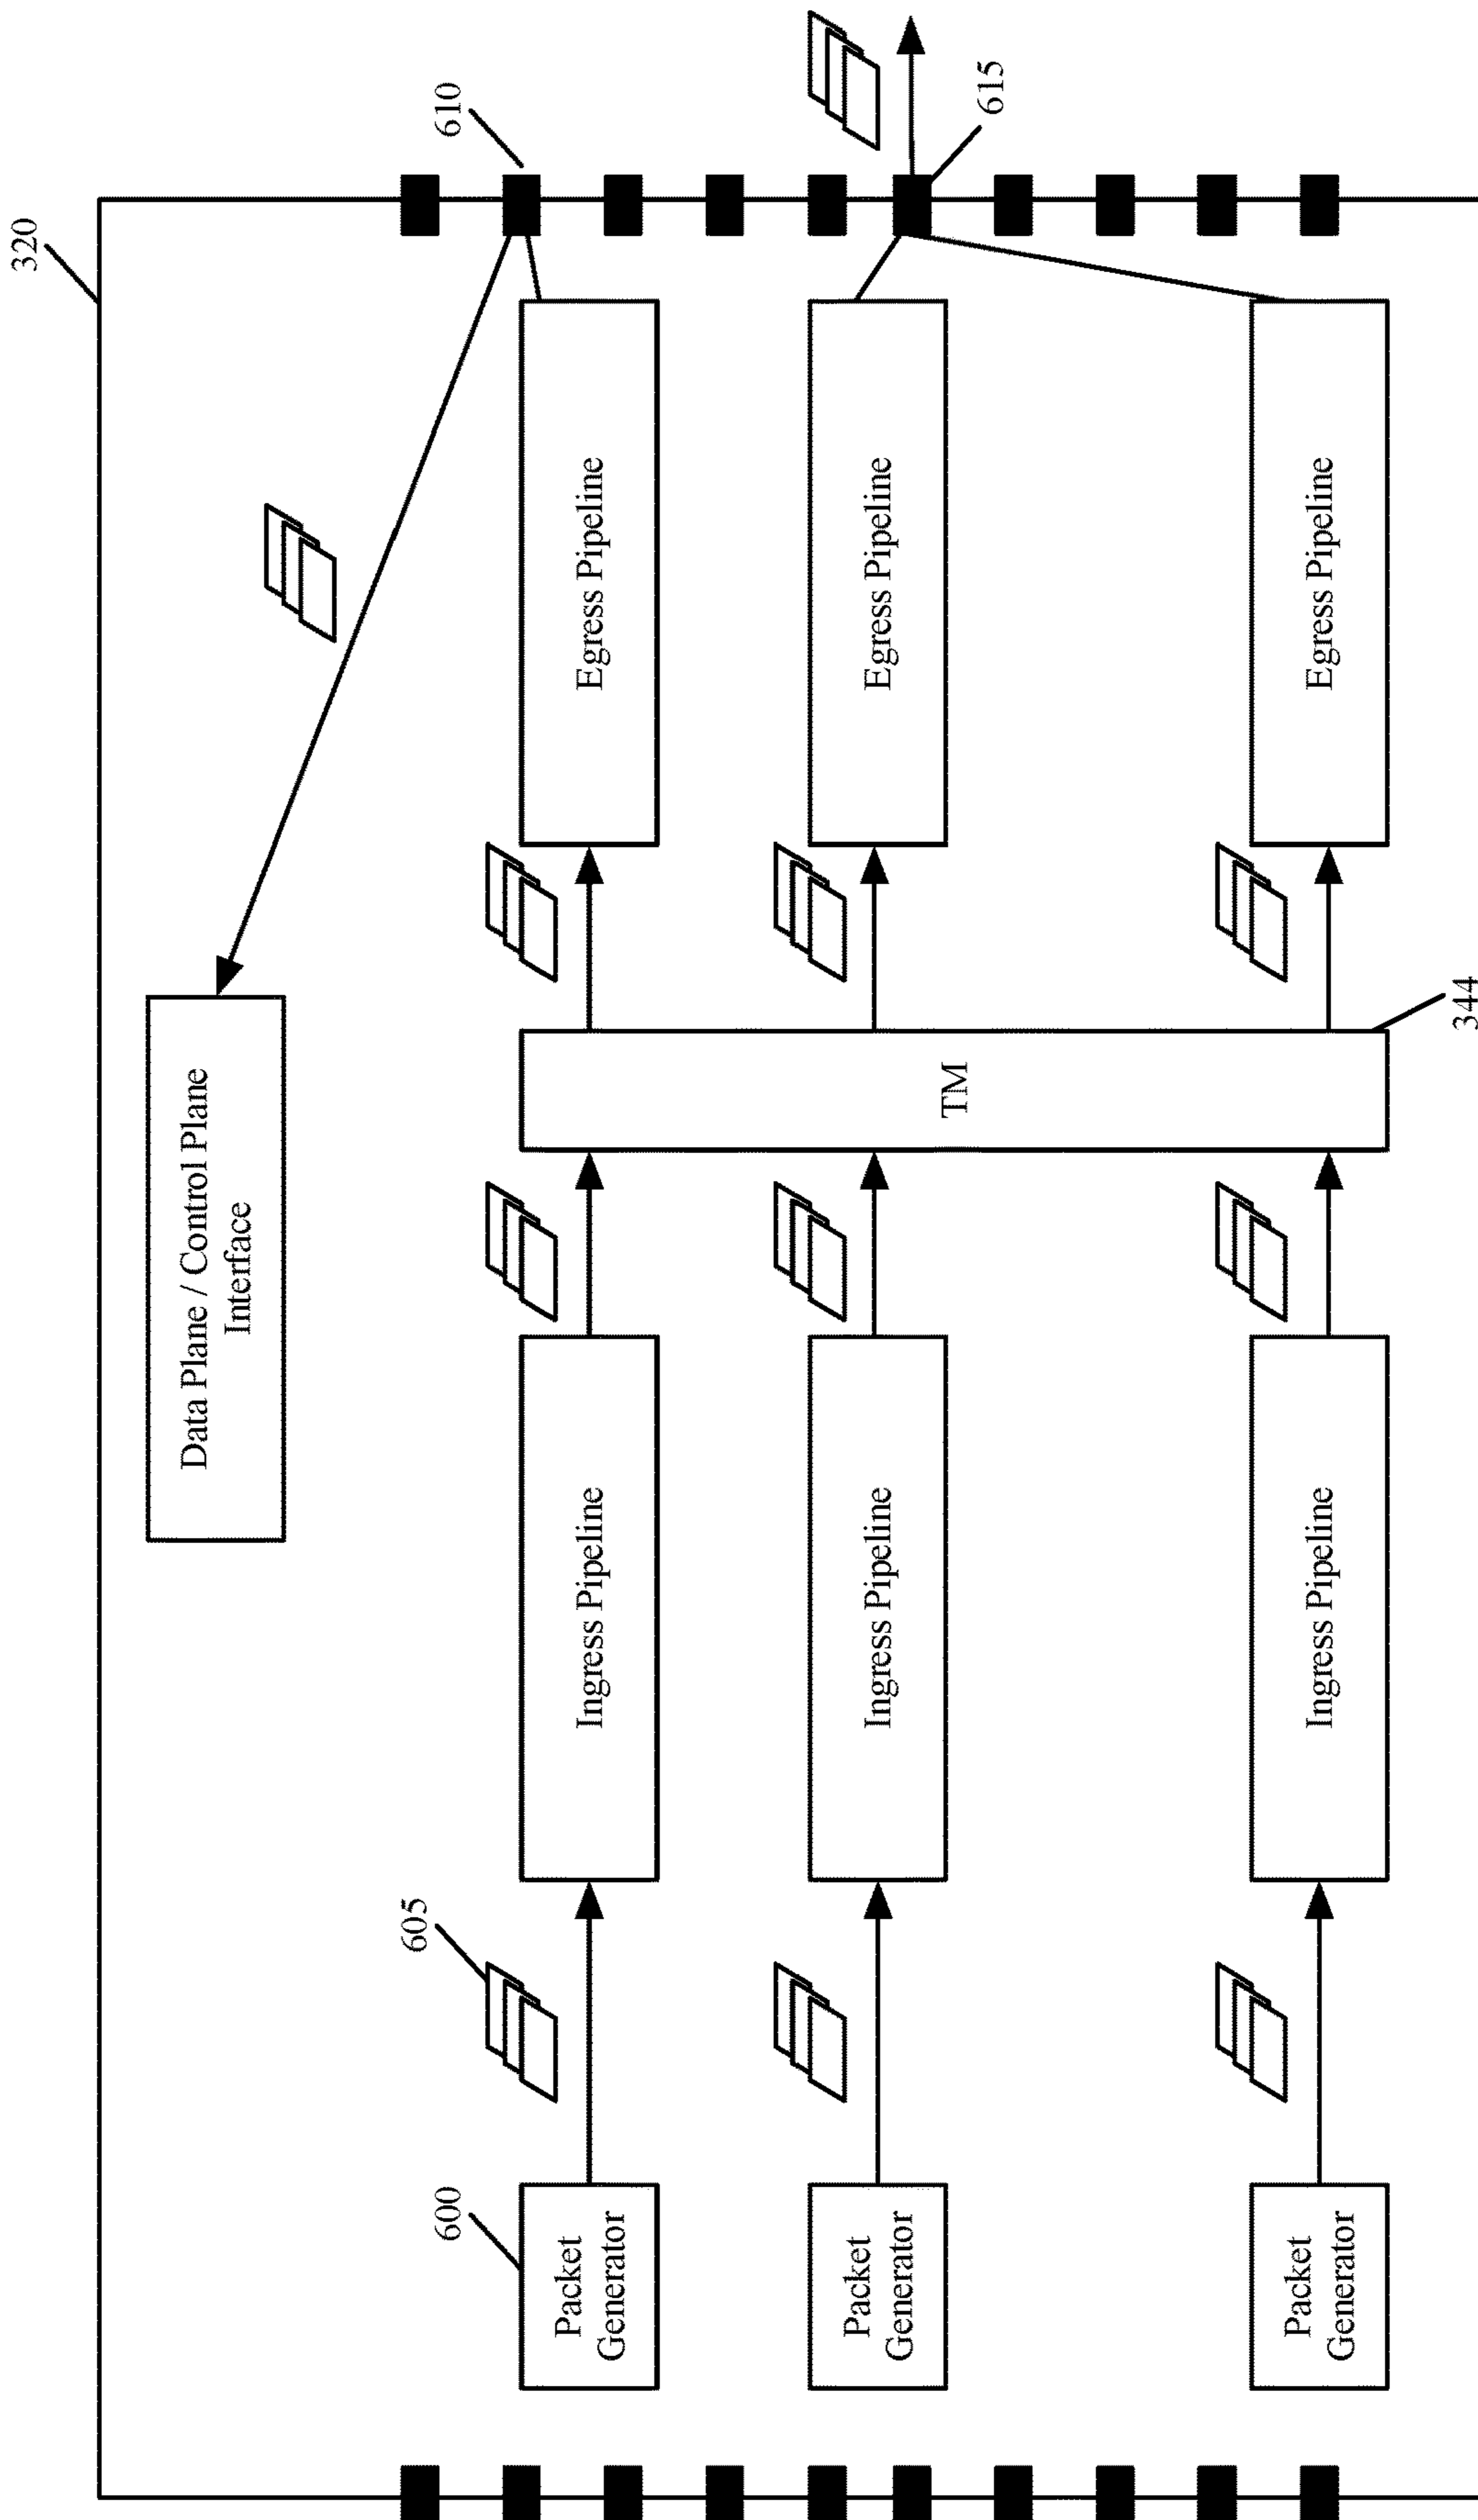 320
Data Plane / Control Plane
Interface
610
615
600
605
Packet
Generator
Ingress Pipeline
TM
Egress Pipeline
Packet
Generator
Ingress Pipeline
Egress Pipeline
Packet
Generator
Ingress Pipeline
344
Egress Pipeline